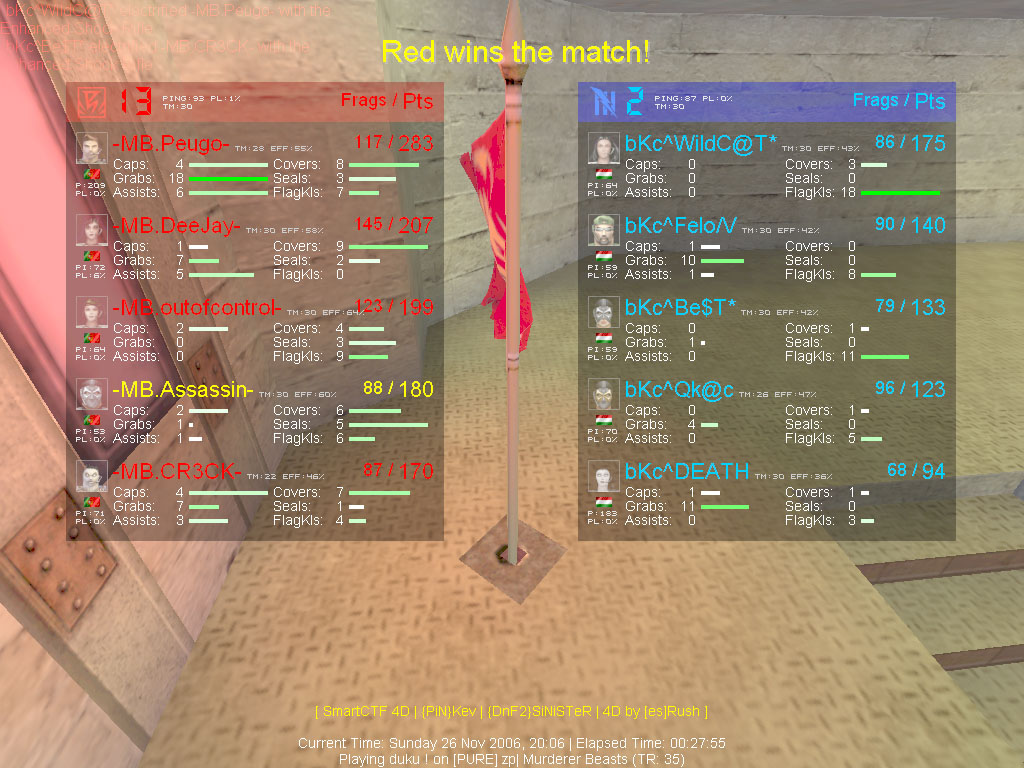 Red wins the match!
13 PING:93 PL:1% TM:30 Frags / Pts
-MB.Peugo- TM:28 EFF:55% 117 / 283
Caps: 4 Covers: 8
Grabs: 18 Seals: 3
Assists: 6 FlagKls: 7
PI:209 PL:0%
-MB.DeeJay- TM:30 EFF:58% 145 / 207
Caps: 1 Covers: 9
Grabs: 7 Seals: 2
Assists: 5 FlagKls: 0
PI:72 PL:6%
-MB.outofcontrol- TM:30 EFF:64% 123 / 199
Caps: 2 Covers: 4
Grabs: 0 Seals: 3
Assists: 0 FlagKls: 9
PI:64 PL:0%
-MB.Assassin- TM:30 EFF:60% 88 / 180
Caps: 2 Covers: 6
Grabs: 1 Seals: 5
Assists: 1 FlagKls: 6
PI:53 PL:0%
-MB.CR3CK- TM:22 EFF:46% 87 / 170
Caps: 4 Covers: 7
Grabs: 7 Seals: 1
Assists: 3 FlagKls: 4
PI:71 PL:0%
2 PING:87 PL:0% TM:30 Frags / Pts
bKc^WildC@T* TM:30 EFF:43% 86 / 175
Caps: 0 Covers: 3
Grabs: 0 Seals: 0
Assists: 0 FlagKls: 18
PI:64 PL:0%
bKc^Felo/V TM:30 EFF:42% 90 / 140
Caps: 1 Covers: 0
Grabs: 10 Seals: 0
Assists: 1 FlagKls: 8
PI:59 PL:0%
bKc^Be$T* TM:30 EFF:42% 79 / 133
Caps: 0 Covers: 1
Grabs: 1 Seals: 0
Assists: 0 FlagKls: 11
PI:59 PL:0%
bKc^Qk@c TM:26 EFF:47% 96 / 123
Caps: 0 Covers: 1
Grabs: 4 Seals: 0
Assists: 0 FlagKls: 5
PI:70 PL:0%
bKc^DEATH TM:30 EFF:36% 68 / 94
Caps: 1 Covers: 1
Grabs: 11 Seals: 0
Assists: 0 FlagKls: 3
PI:183 PL:0%
[ SmartCTF 4D | {PiN}Kev | {DnF2}SiNiSTeR | 4D by [es]Rush ]
Current Time: Sunday 26 Nov 2006, 20:06 | Elapsed Time: 00:27:55
Playing duku ! on [PURE] zp| Murderer Beasts (TR: 35)